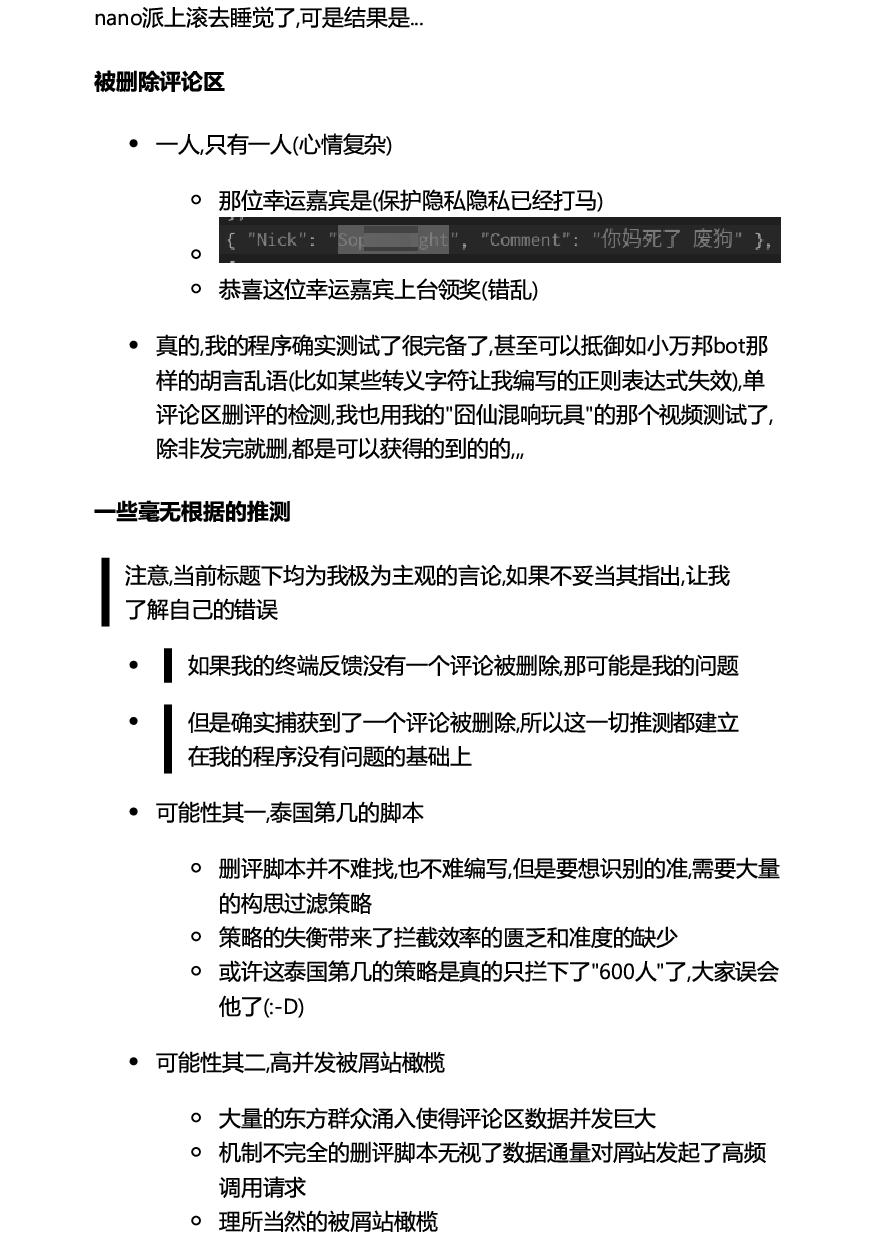 nano派上滚去睡觉了,可是结果是...
被删除评论区
一人,只有一人(心情复杂)
那位幸运嘉宾是(保护隐私隐私已经打马)
{ "Nick": "Sop ght", "Comment": "你妈死了 废狗" },
恭喜这位幸运嘉宾上台领奖(错乱)
真的,我的程序确实测试了很完备了,甚至可以抵御如小万邦bot那
样的胡言乱语(比如某些转义字符让我编写的正则表达式失效),单
评论区删评的检测,我也用我的"囧仙混响玩具"的那个视频测试了,
除非发完就删,都是可以获得的到的的,,,
一些毫无根据的推测
注意,当前标题下均为我极为主观的言论,如果不妥当其指出,让我
了解自己的错误
如果我的终端反馈没有一个评论被删除,那可能是我的问题
但是确实捕获到了一个评论被删除,所以这一切推测都建立
在我的程序没有问题的基础上
可能性其一,泰国第几的脚本
删评脚本并不难找,也不难编写,但是要想识别的准,需要大量
的构思过滤策略
策略的失衡带来了拦截效率的匮乏和准度的缺少
或许这泰国第几的策略是真的只拦下了"600人"了,大家误会
他了(:-D)
可能性其二,高并发被屑站橄榄
大量的东方群众涌入使得评论区数据并发巨大
机制不完全的删评脚本无视了数据通量对屑站发起了高频
调用请求
理所当然的被屑站橄榄